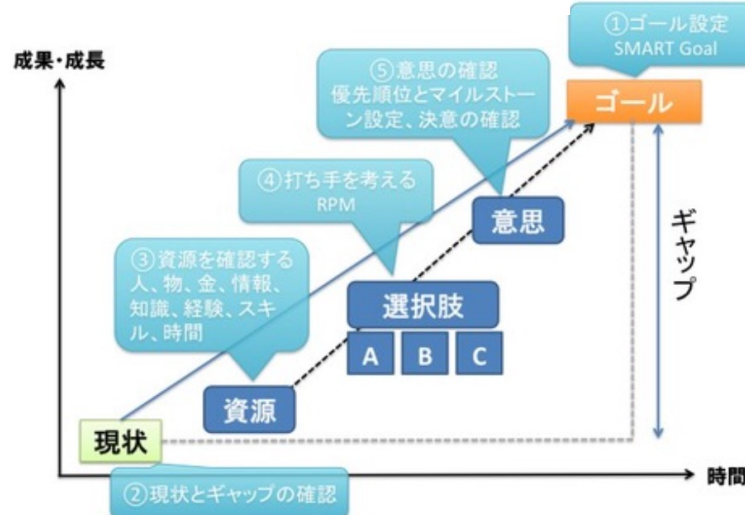 ①ゴール設定
SMART Goal
成果・成長
ゴール
⑤意思の確認
優先順位とマイルストー
ン設定、決意の確認
④打ち手を考える
RPM
意思
ギャップ
③資源を確認する
人、物、金、情報、
知識、経験、スキ
ル、時間
選択肢
A B C
資源
現状
時間
②現状とギャップの確認